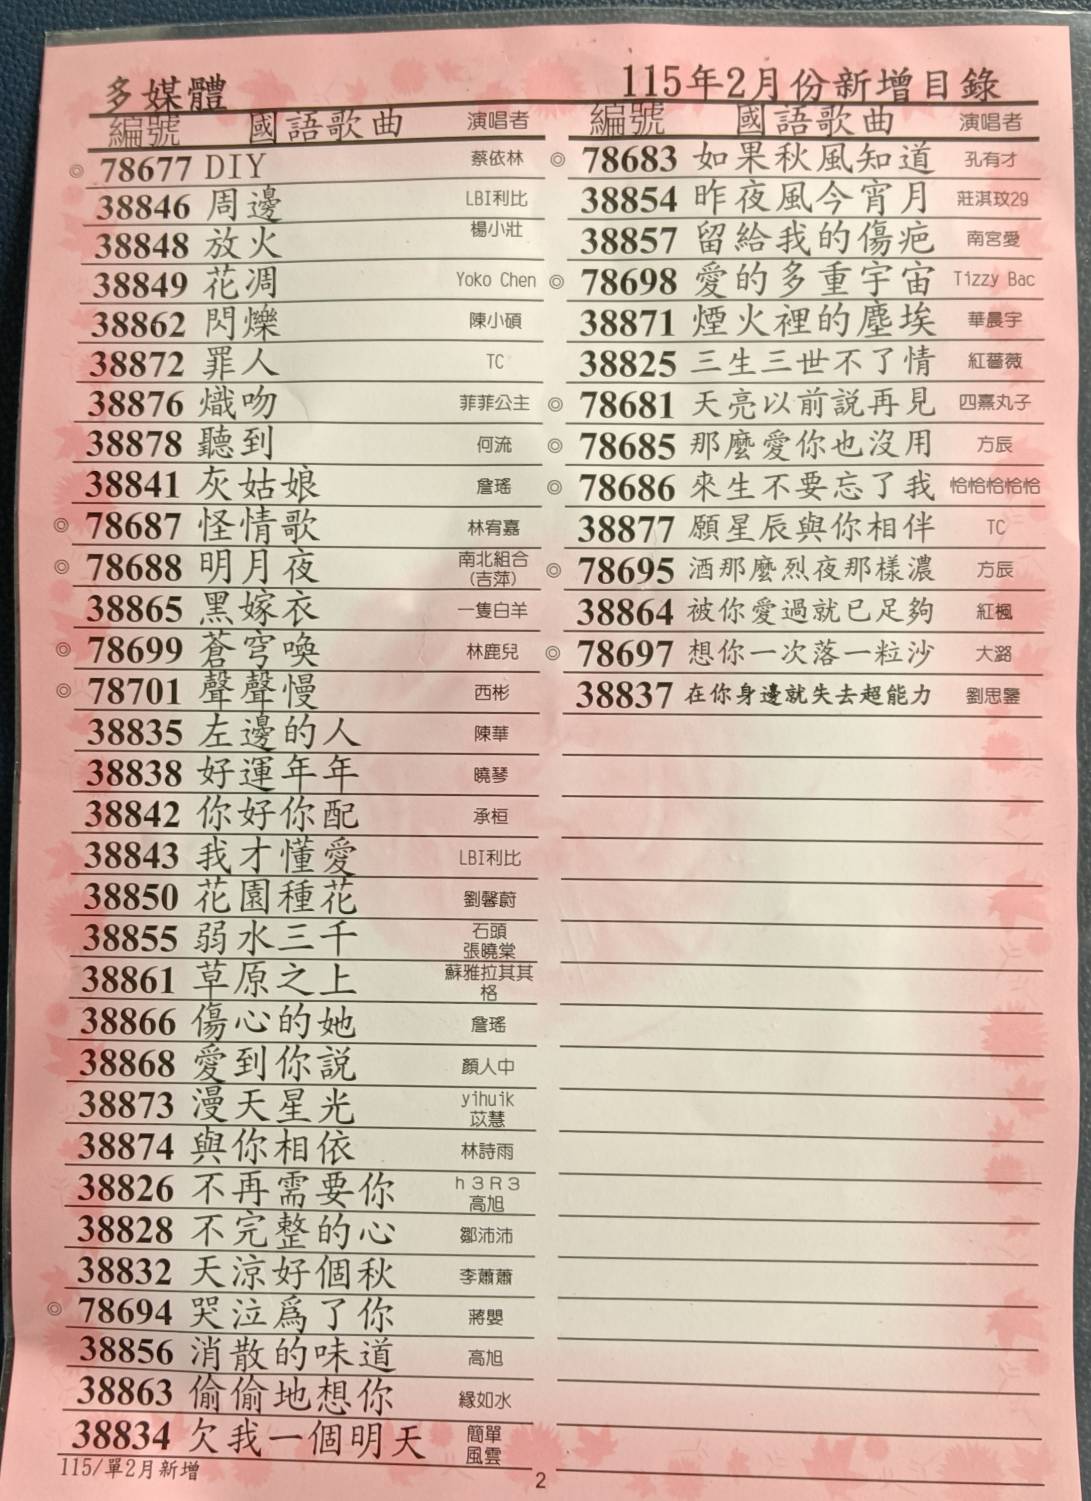 多媒體
115年2月份新增目錄
編號 國語歌曲 演唱者
◎ 78677 DIY 蔡依林
38846 周邊 LBI利比
38848 放火 楊小壯
38849 花凋 Yoko Chen
38862 閃爍 陳小碩
38872 罪人 TC
38876 熾吻 菲菲公主
38878 聽到 何流
38841 灰姑娘 詹瑤
◎ 78687 怪情歌 林宥嘉
◎ 78688 明月夜 南北組合
(吉萍)
38865 黑嫁衣 一隻白羊
◎ 78699 蒼穹喚 林鹿兒
◎ 78701 聲聲慢 西彬
38835 左邊的人 陳華
38838 好運年年 曉琴
38842 你好你配 承桓
38843 我才懂愛 LBI利比
38850 花園種花 劉馨蔚
38855 弱水三千 石頭
張曉棠
38861 草原之上 蘇雅拉其其
格
38866 傷心的她 詹瑤
38868 愛到你説 顏人中
38873 漫天星光 yihuik
苡慧
38874 與你相依 林詩雨
38826 不再需要你 h3R3
高旭
38828 不完整的心 鄒沛沛
38832 天涼好個秋 李蕭蕭
◎ 78694 哭泣爲了你 蔣嬰
38856 消散的味道 高旭
38863 偷偷地想你 緣如水
38834 欠我一個明天 簡單
風雲
115/單2月新增
編號 國語歌曲 演唱者
◎ 78683 如果秋風知道 孔有才
38854 昨夜風今宵月 莊淇玟29
38857 留給我的傷疤 南宮愛
◎ 78698 愛的多重宇宙 Tizzy Bac
38871 煙火裡的塵埃 華晨宇
38825 三生三世不了情 紅薔薇
◎ 78681 天亮以前説再見 四熹丸子
◎ 78685 那麼愛你也沒用 方辰
◎ 78686 來生不要忘了我 恰恰恰恰恰
38877 願星辰與你相伴 TC
◎ 78695 酒那麼烈夜那樣濃 方辰
38864 被你愛過就已足夠 紅楓
◎ 78697 想你一次落一粒沙 大潞
38837 在你身邊就失去超能力 劉思鑒
2